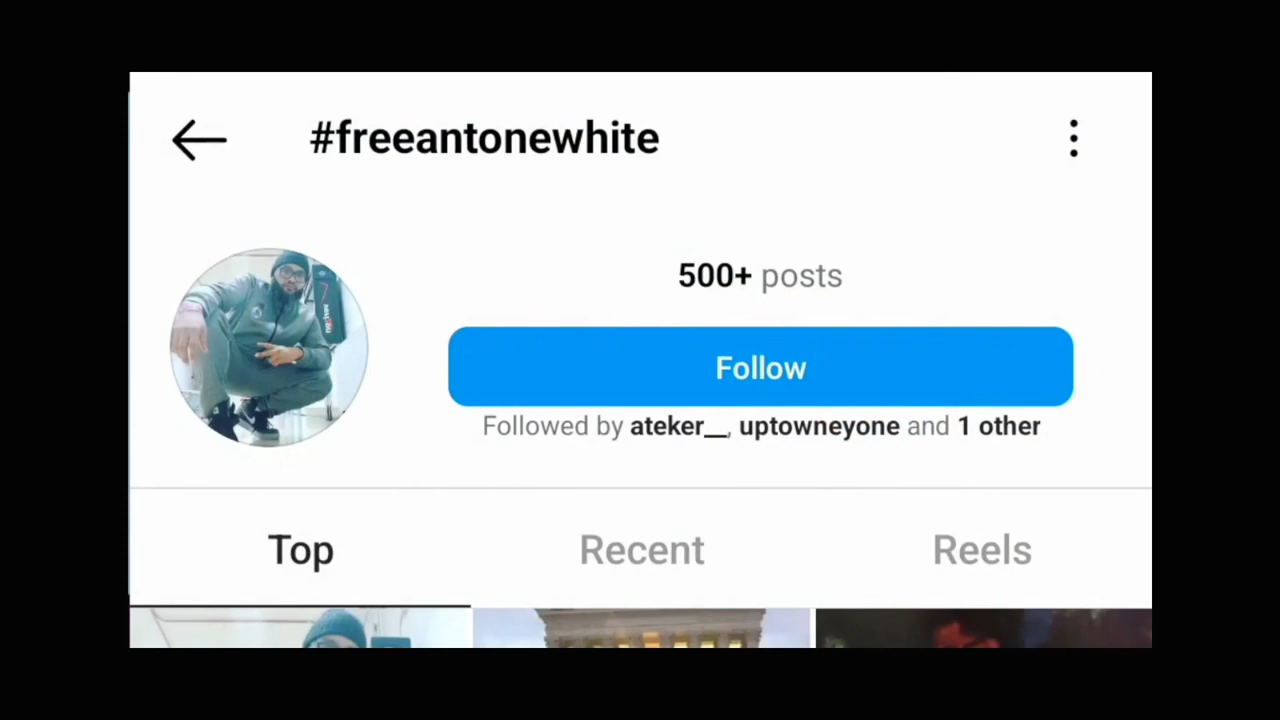 #freeantonewhite
500+ posts
Follow
Followed by ateker__, uptowneyone and 1 other
Top Recent Reels